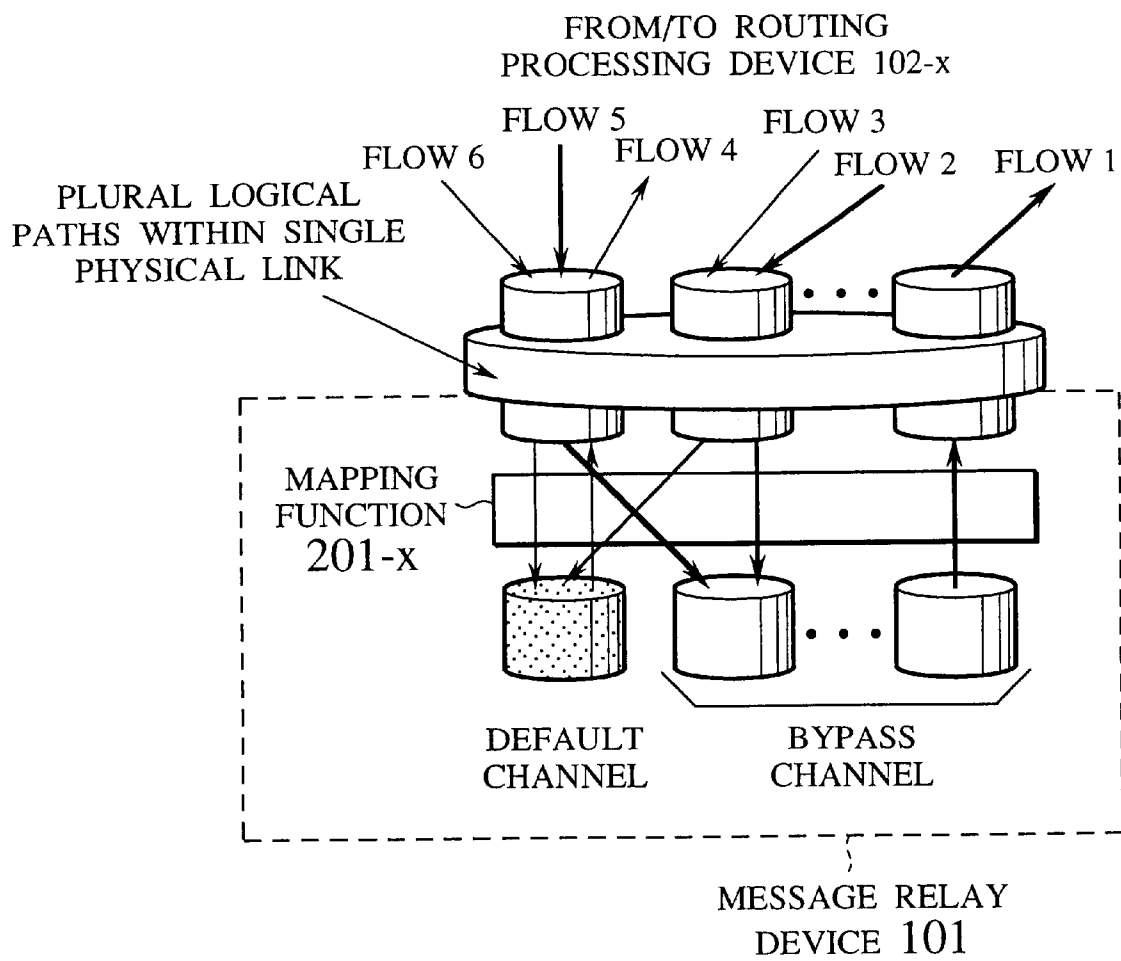 FROM/TO ROUTING
PROCESSING DEVICE 102-x
FLOW 5
FLOW 3
FLOW 6
FLOW 4
FLOW 2
FLOW 1
PLURAL LOGICAL
PATHS WITHIN SINGLE
PHYSICAL LINK
MAPPING
FUNCTION
201-x
DEFAULT
CHANNEL
BYPASS
CHANNEL
MESSAGE RELAY
DEVICE 101